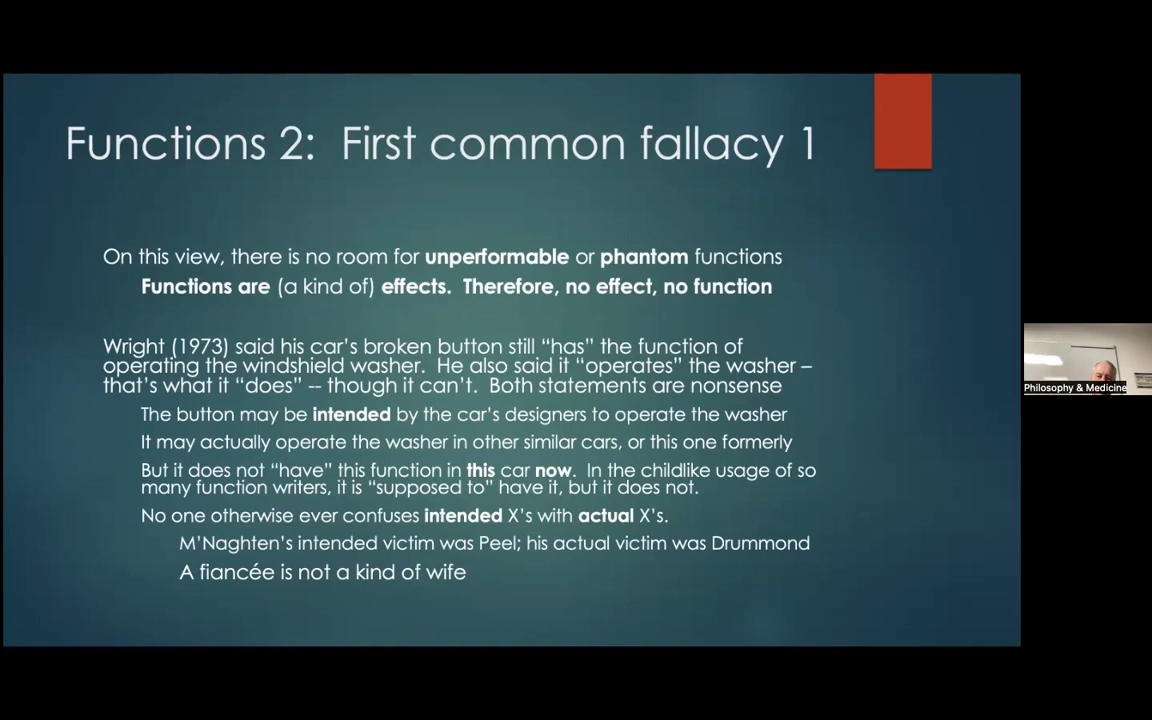 Functions 2:  First common fallacy 1
On this view, there is no room for unperformable or phantom functions
Functions are (a kind of) effects.  Therefore, no effect, no function
Wright (1973) said his car’s broken button still “has” the function of
operating the windshield washer.  He also said it “operates” the washer –
that’s what it “does” -- though it can’t.  Both statements are nonsense
The button may be intended by the car’s designers to operate the washer
It may actually operate the washer in other similar cars, or this one formerly
But it does not “have” this function in this car now.  In the childlike usage of so
many function writers, it is “supposed to” have it, but it does not.
No one otherwise ever confuses intended X’s with actual X’s.
M’Naghten’s intended victim was Peel; his actual victim was Drummond
A fiancée is not a kind of wife
Philosophy & Medicine